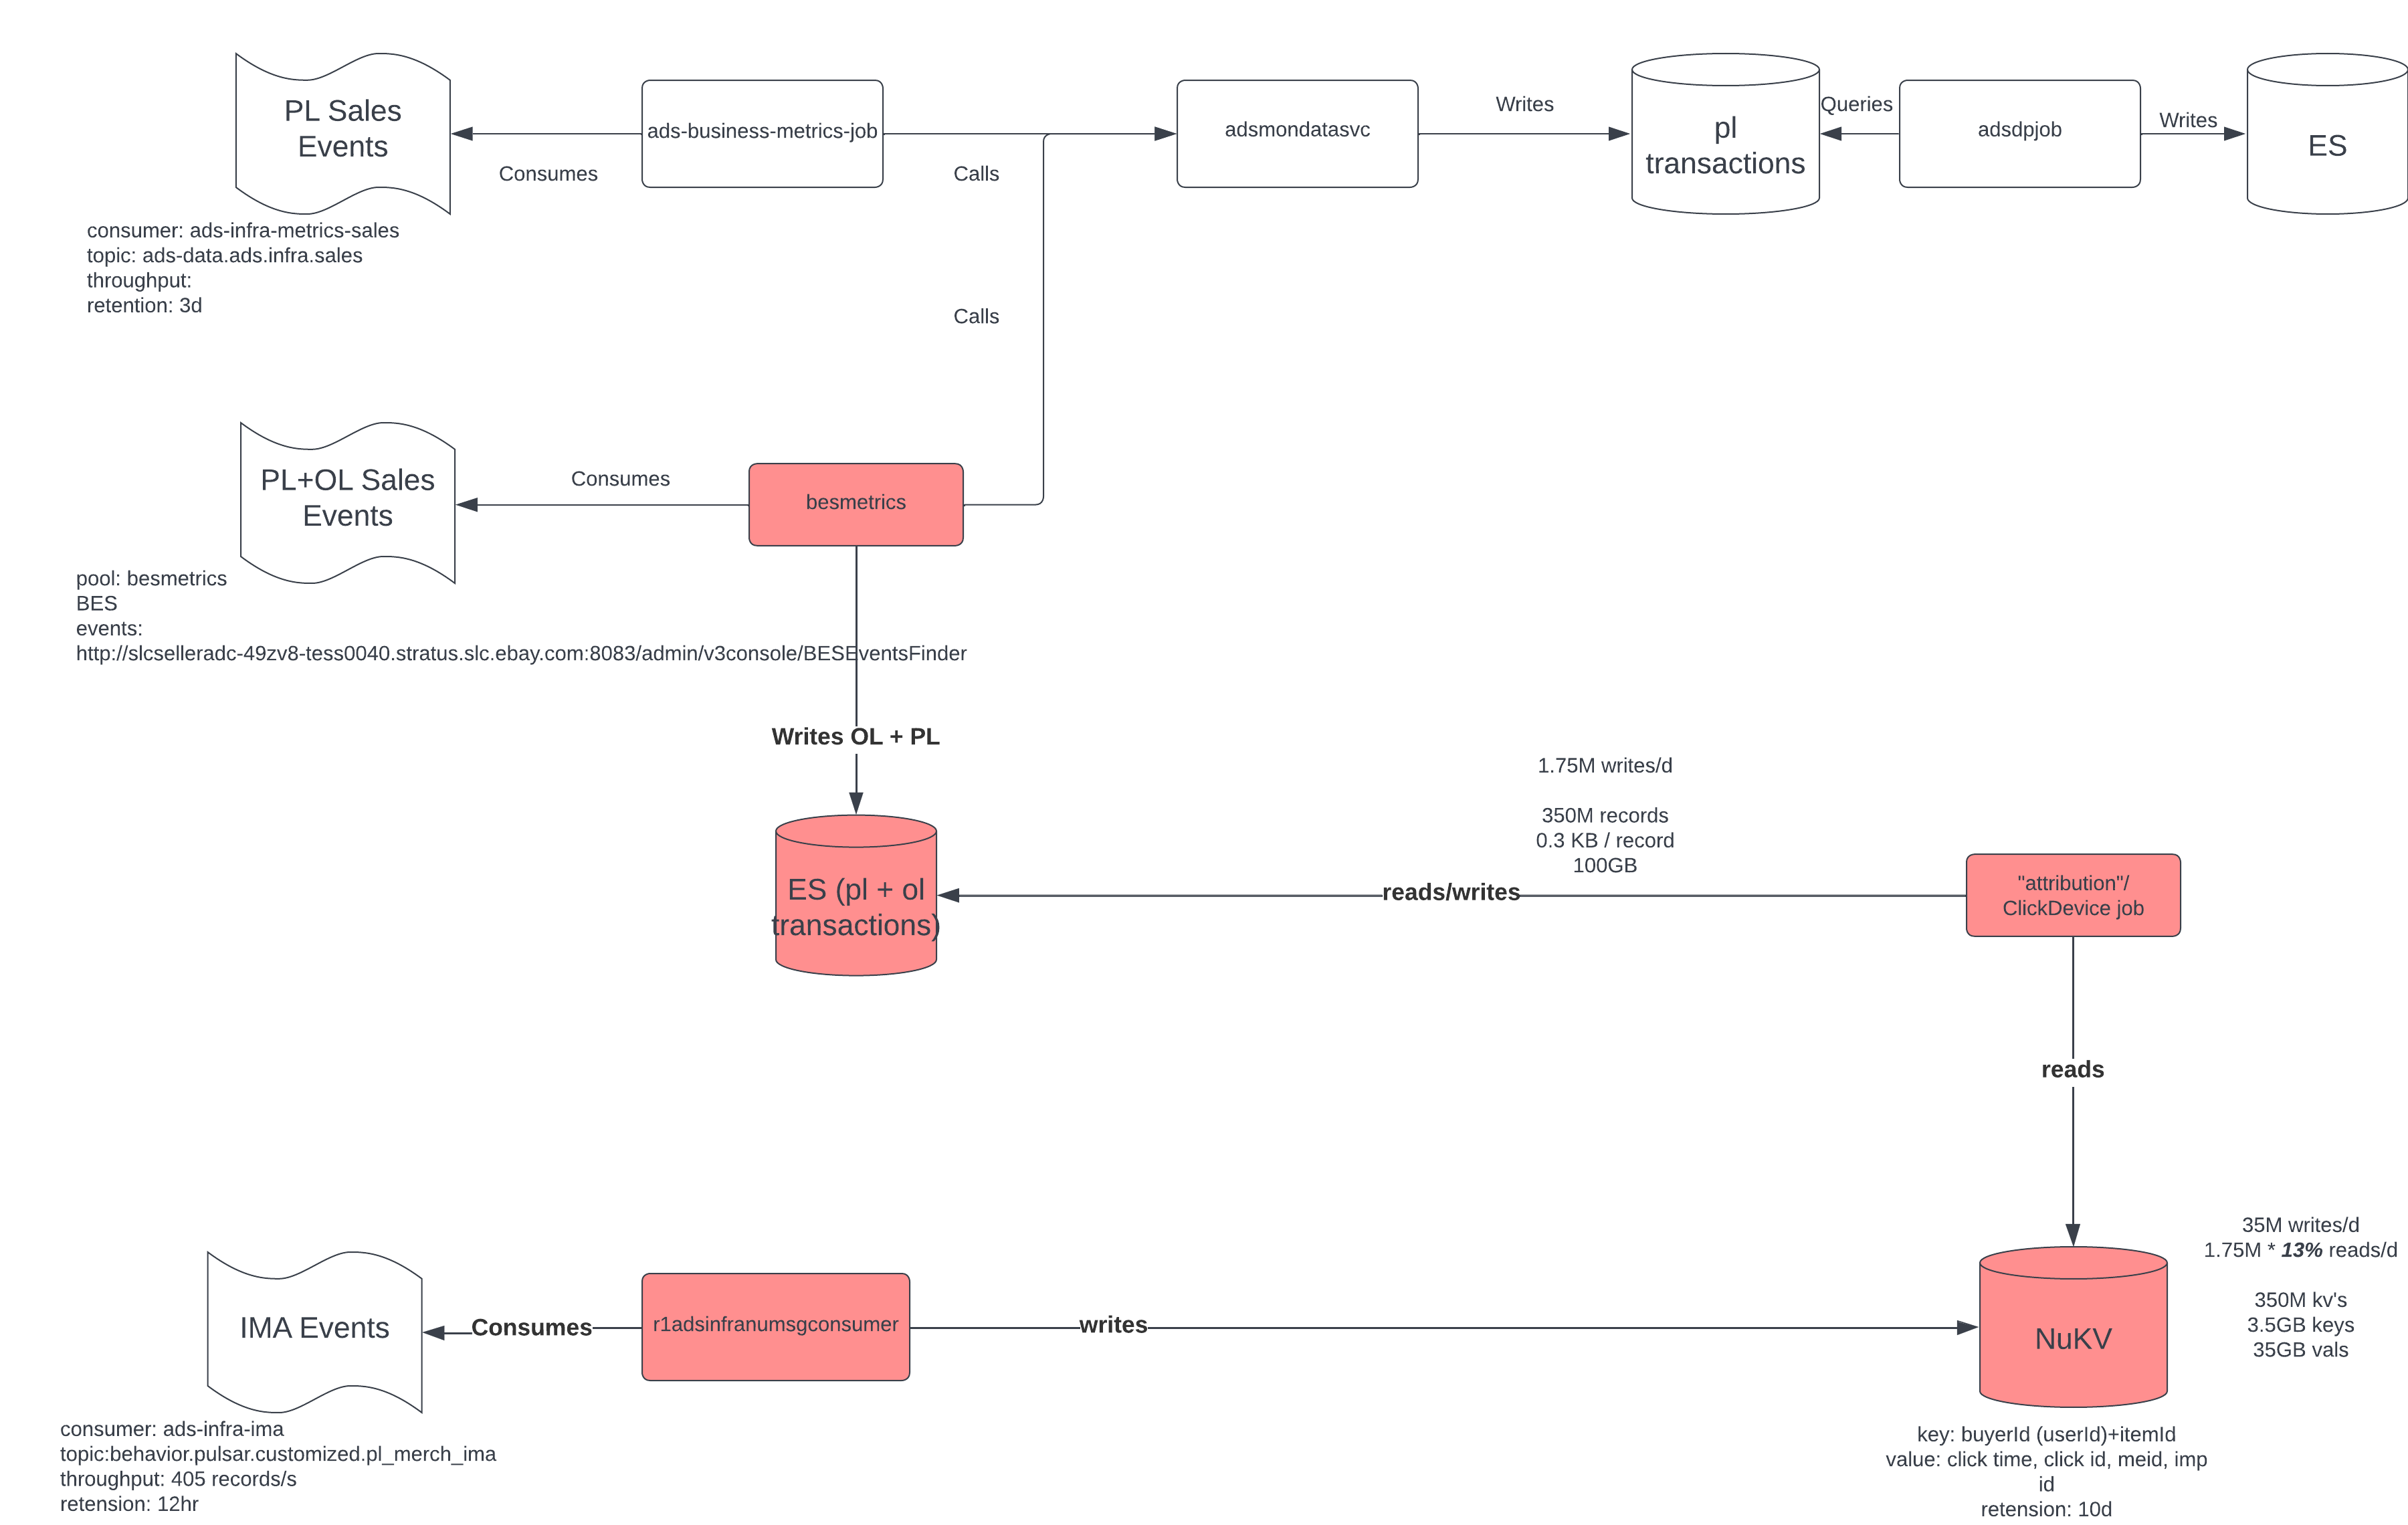 PL Sales
Events
ads-business-metrics-job
adsmondatasvc
Writes
pl
transactions
Queries
adsdpjob
Writes
ES
Consumes
Calls
consumer: ads-infra-metrics-sales
topic: ads-data.ads.infra.sales
throughput:
retention: 3d
Calls
PL+OL Sales
Events
Consumes
besmetrics
pool: besmetrics
BES
events:
http://slcselleradc-49zv8-tess0040.stratus.slc.ebay.com:8083/admin/v3console/BESEventsFinder
Writes OL + PL
1.75M writes/d
350M records
0.3 KB / record
100GB
ES (pl + ol
transactions)
reads/writes
"attribution"/
ClickDevice job
reads
35M writes/d
1.75M * 13% reads/d
350M kv's
3.5GB keys
35GB vals
IMA Events
Consumes
r1adsinfranumsgconsumer
writes
NuKV
consumer: ads-infra-ima
topic:behavior.pulsar.customized.pl_merch_ima
throughput: 405 records/s
retension: 12hr
key: buyerId (userId)+itemId
value: click time, click id, meid, imp
id
retension: 10d